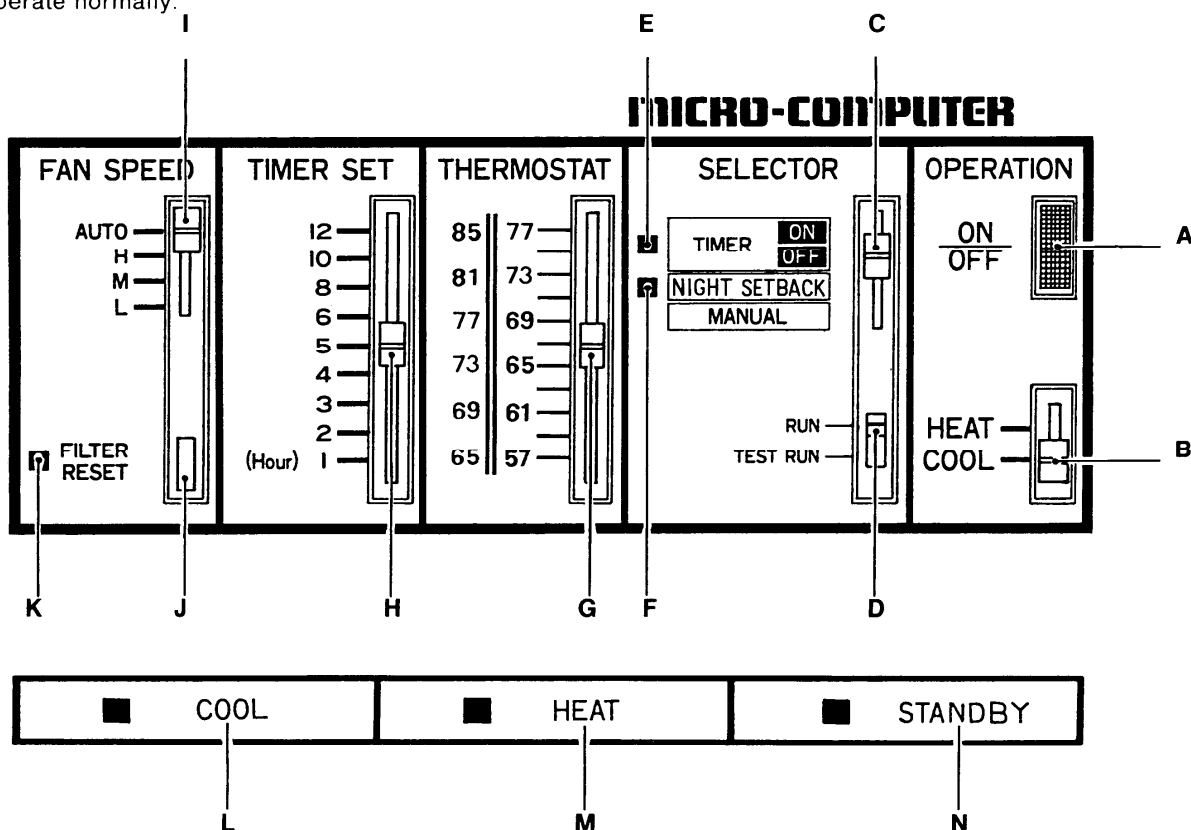 perate normally.
I E C
MICRO-COMPUTER
FAN SPEED TIMER SET THERMOSTAT SELECTOR OPERATION
AUTO
H
M
L
FILTER
RESET
12
10
8
6
5
4
3
2
(Hour) 1
85 77
81 73
77 69
73 65
69 61
65 57
TIMER ON
OFF
NIGHT SETBACK
MANUAL
RUN
TEST RUN
ON
OFF
A
HEAT
COOL
B
K J H G F D
COOL HEAT STANDBY
L M N